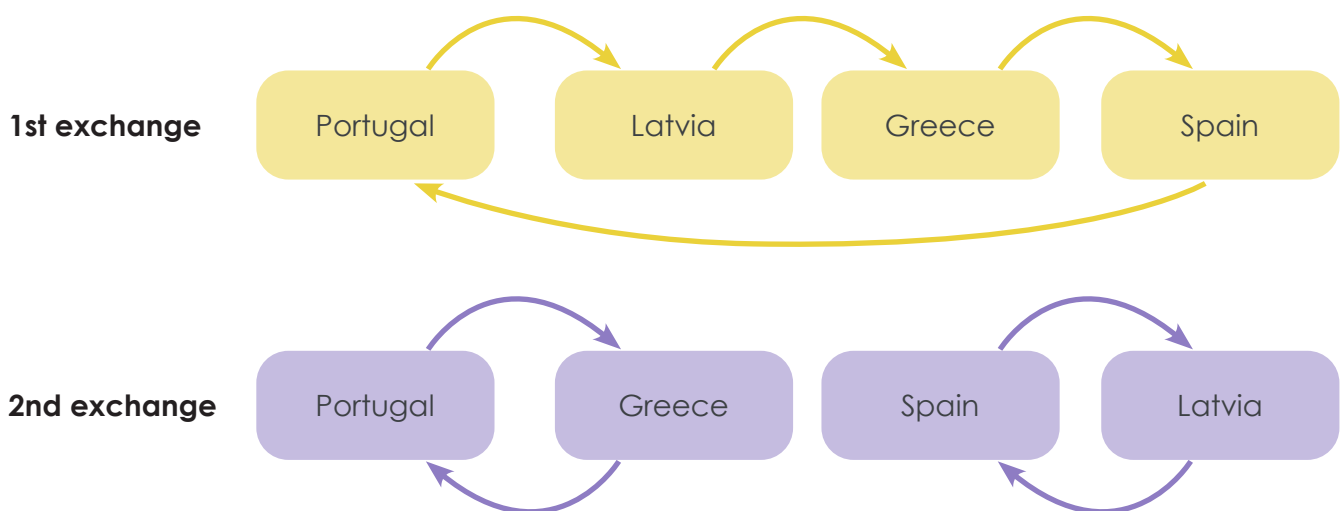 1st exchange
Portugal
Latvia
Greece
Spain
2nd exchange
Portugal
Greece
Spain
Latvia